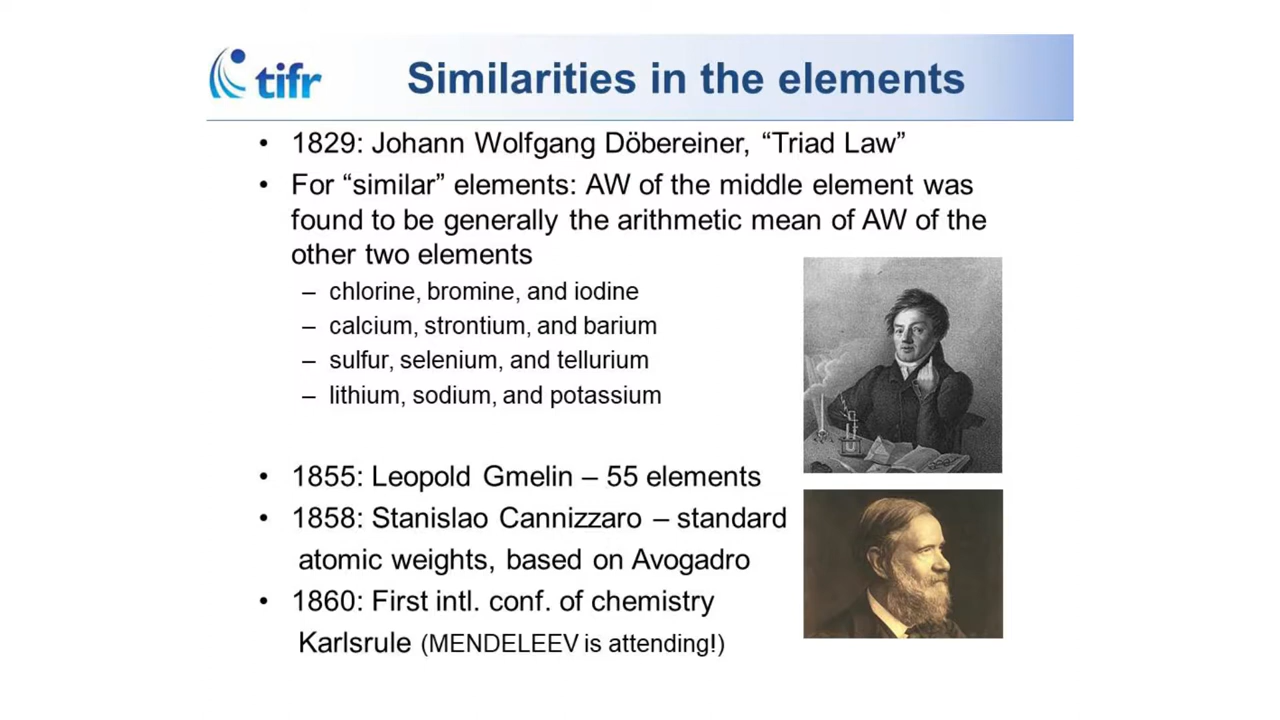 tifr
Similarities in the elements
• 1829: Johann Wolfgang Döbereiner, “Triad Law”
• For “similar” elements: AW of the middle element was
found to be generally the arithmetic mean of AW of the
other two elements
– chlorine, bromine, and iodine
– calcium, strontium, and barium
– sulfur, selenium, and tellurium
– lithium, sodium, and potassium
• 1855: Leopold Gmelin – 55 elements
• 1858: Stanislao Cannizzaro – standard
atomic weights, based on Avogadro
• 1860: First intl. conf. of chemistry
Karlsrule (MENDELEEV is attending!)